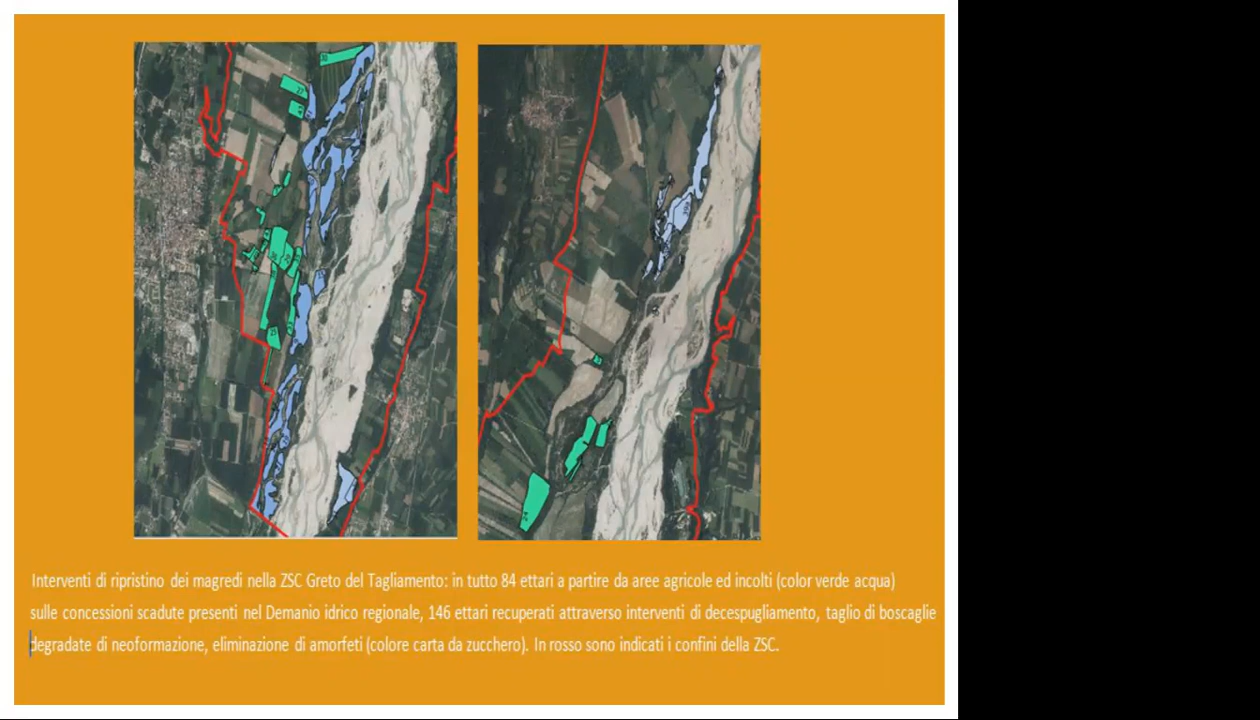 Interventi di ripristino dei magredi nella ZSC Greto del Tagliamento: in tutto 84 ettari a partire da aree agricole ed incolti (color verde acqua)
sulle concessioni scadute presenti nel Demanio idrico regionale, 146 ettari recuperati attraverso interventi di decespugliamento, taglio di boscaglie
degradate di neoformazione, eliminazione di amorfeti (colore carta da zucchero). In rosso sono indicati i confini della ZSC.